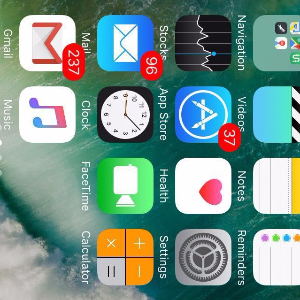 Navigation Videos Notes Reminders
37
Stocks App Store Health Settings
96
Mail Clock FaceTime Calculator
237
Gmail Music